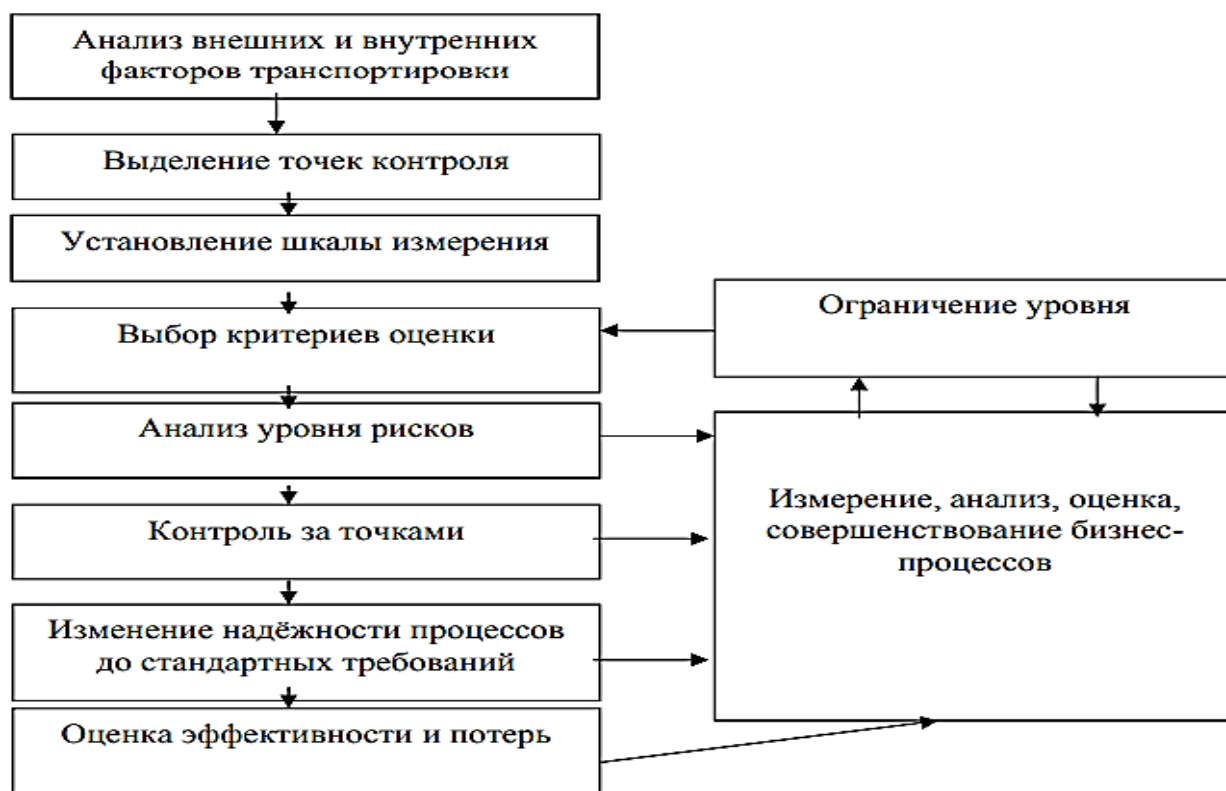 Анализ внешних и внутренних
факторов транспортировки
Выделение точек контроля
Установление шкалы измерения
Выбор критериев оценки
Анализ уровня рисков
Контроль за точками
Изменение надёжности процессов
до стандартных требований
Оценка эффективности и потерь
Ограничение уровня
Измерение, анализ, оценка,
совершенствование бизнес-
процессов